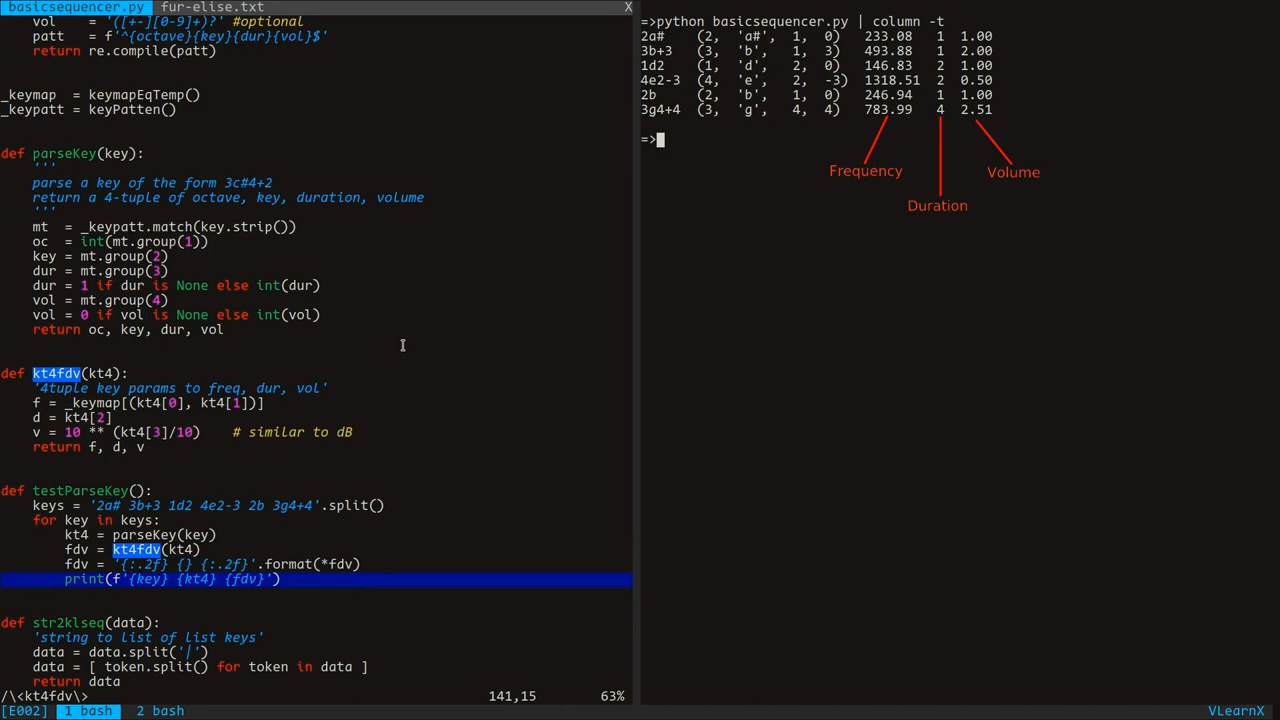 basicsequencer.py fur-elise.txt X
vol     = '([+-][0-9]+)?' #optional
patt    = f'^{octave}{key}{dur}{vol}$'
return re.compile(patt)
_keymap  = keymapEqTemp()
_keypatt = keyPatten()
def parseKey(key):
'''
parse a key of the form 3c#4+2
return a 4-tuple of octave, key, duration, volume
'''
mt  = _keypatt.match(key.strip())
oc  = int(mt.group(1))
key = mt.group(2)
dur = mt.group(3)
dur = 1 if dur is None else int(dur)
vol = mt.group(4)
vol = 0 if vol is None else int(vol)
return oc, key, dur, vol
def kt4fdv(kt4):
'4tuple key params to freq, dur, vol'
f = _keymap[(kt4[0], kt4[1])]
d = kt4[2]
v = 10 ** (kt4[3]/10)    # similar to dB
return f, d, v
def testParseKey():
keys = '2a# 3b+3 1d2 4e2-3 2b 3g4+4'.split()
for key in keys:
kt4 = parseKey(key)
fdv = kt4fdv(kt4)
fdv = '{:.2f} {} {:.2f}'.format(*fdv)
print(f'{key} {kt4} {fdv}')
def str2klseq(data):
'string to list of list keys'
data = data.split('|')
data = [ token.split() for token in data ]
return data
/\<kt4fdv\> 141,15 63%
=>python basicsequencer.py | column -t
2a#    (2,  'a#',  1,  0)   233.08   1  1.00
3b+3   (3,  'b',   1,  3)   493.88   1  2.00
1d2    (1,  'd',   2,  0)   146.83   2  1.00
4e2-3  (4,  'e',   2,  -3)  1318.51  2  0.50
2b     (2,  'b',   1,  0)   246.94   1  1.00
3g4+4  (3,  'g',   4,  4)   783.99   4  2.51
=>
Frequency
Volume
Duration
[E002] 1 bash 2 bash VLearnX